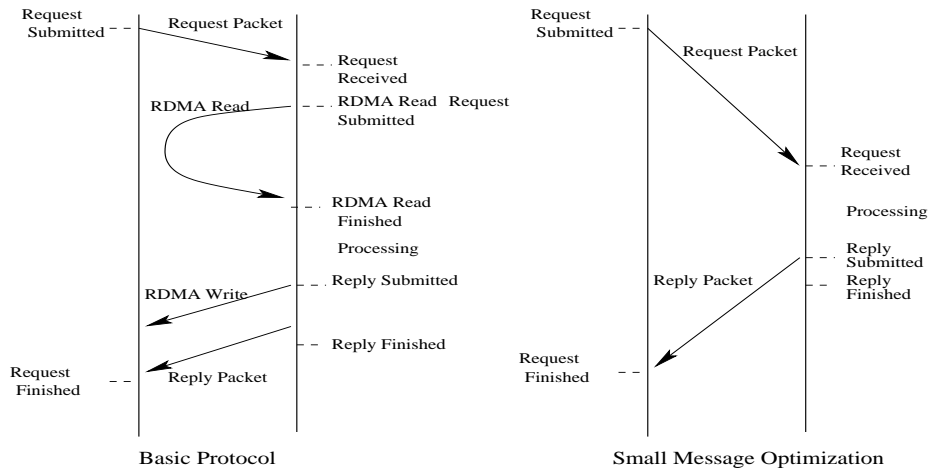 Request
Submitted
Request Packet
Request
Received
RDMA Read
RDMA Read Request
Submitted
RDMA Read
Finished
Processing
Reply Submitted
RDMA Write
Reply Finished
Request
Finished
Reply Packet
Basic Protocol
Request
Submitted
Request Packet
Request
Received
Processing
Reply
Submitted
Reply Packet
Reply
Finished
Request
Finished
Small Message Optimization